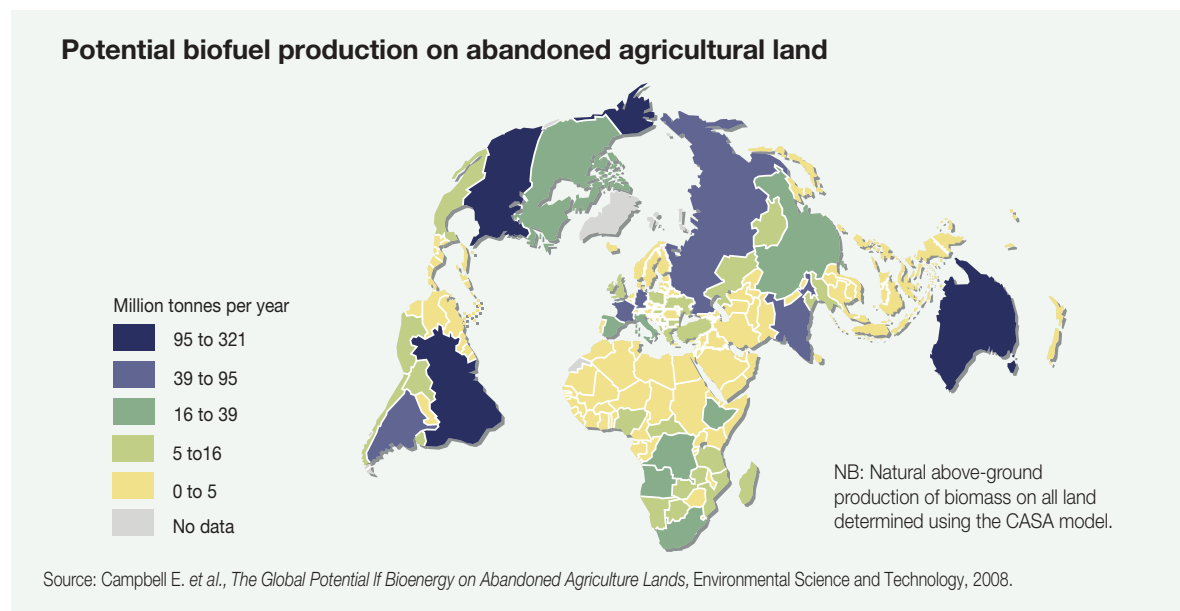 Potential biofuel production on abandoned agricultural land
Million tonnes per year
95 to 321
39 to 95
16 to 39
5 to16
0 to 5
No data
NB: Natural above-ground
production of biomass on all land
determined using the CASA model.
Source: Campbell E. et al., The Global Potential If Bioenergy on Abandoned Agriculture Lands, Environmental Science and Technology, 2008.